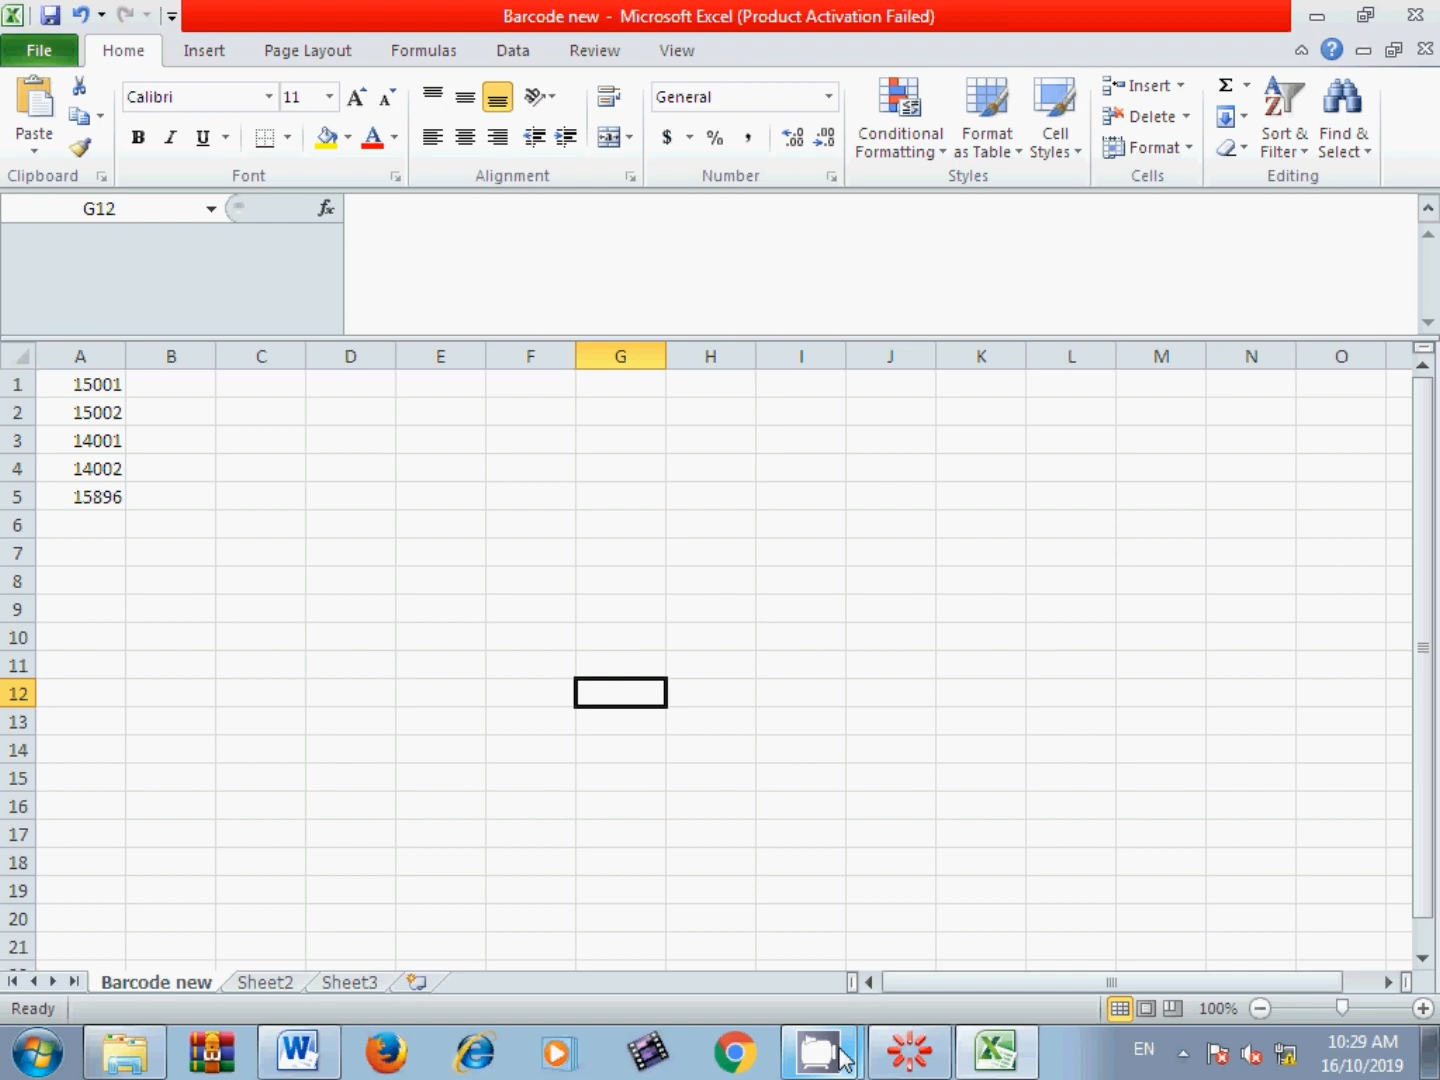 Barcode new - Microsoft Excel (Product Activation Failed)
File Home Insert Page Layout Formulas Data Review View
Paste
Clipboard
Calibri 11
B I U
Font
Alignment
General
$ % ,
Number
Conditional Formatting
Format as Table
Cell Styles
Styles
Insert
Delete
Format
Cells
Σ
Sort & Filter
Find & Select
Editing
G12 fx
A B C D E F G H I J K L M N O
1 15001
2 15002
3 14001
4 14002
5 15896
6
7
8
9
10
11
12
13
14
15
16
17
18
19
20
21
Barcode new Sheet2 Sheet3
Ready 100%
EN
10:29 AM
16/10/2019